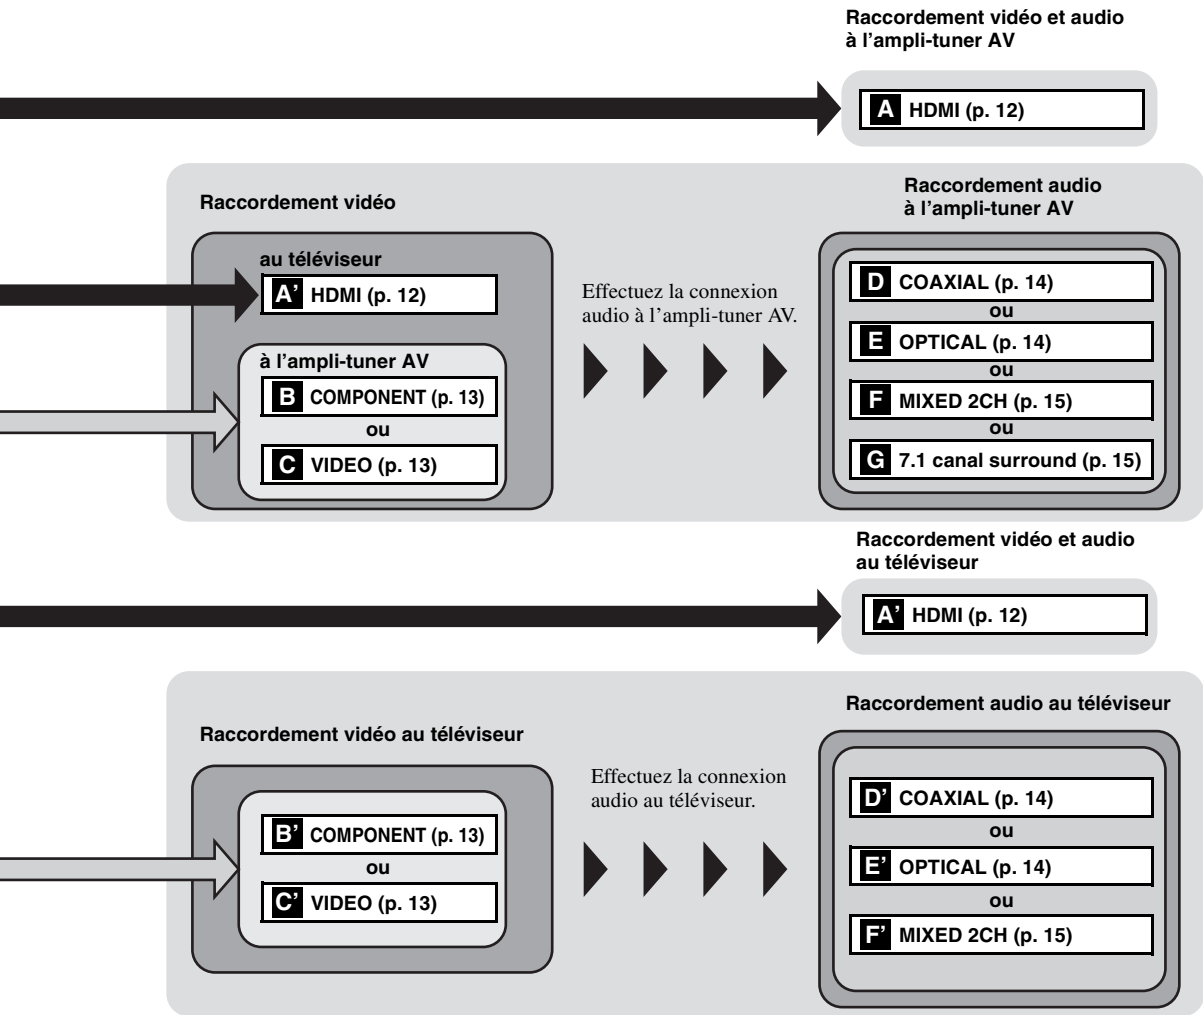 Raccordement vidéo et audio
à l'ampli-tuner AV
A HDMI (p. 12)
Raccordement vidéo
au téléviseur
A' HDMI (p. 12)
à l'ampli-tuner AV
B COMPONENT (p. 13)
ou
C VIDEO (p. 13)
Effectuez la connexion
audio à l'ampli-tuner AV.
Raccordement audio
à l'ampli-tuner AV
D COAXIAL (p. 14)
ou
E OPTICAL (p. 14)
ou
F MIXED 2CH (p. 15)
ou
G 7.1 canal surround (p. 15)
Raccordement vidéo et audio
au téléviseur
A' HDMI (p. 12)
Raccordement vidéo au téléviseur
B' COMPONENT (p. 13)
ou
C' VIDEO (p. 13)
Effectuez la connexion
audio au téléviseur.
Raccordement audio au téléviseur
D' COAXIAL (p. 14)
ou
E' OPTICAL (p. 14)
ou
F' MIXED 2CH (p. 15)